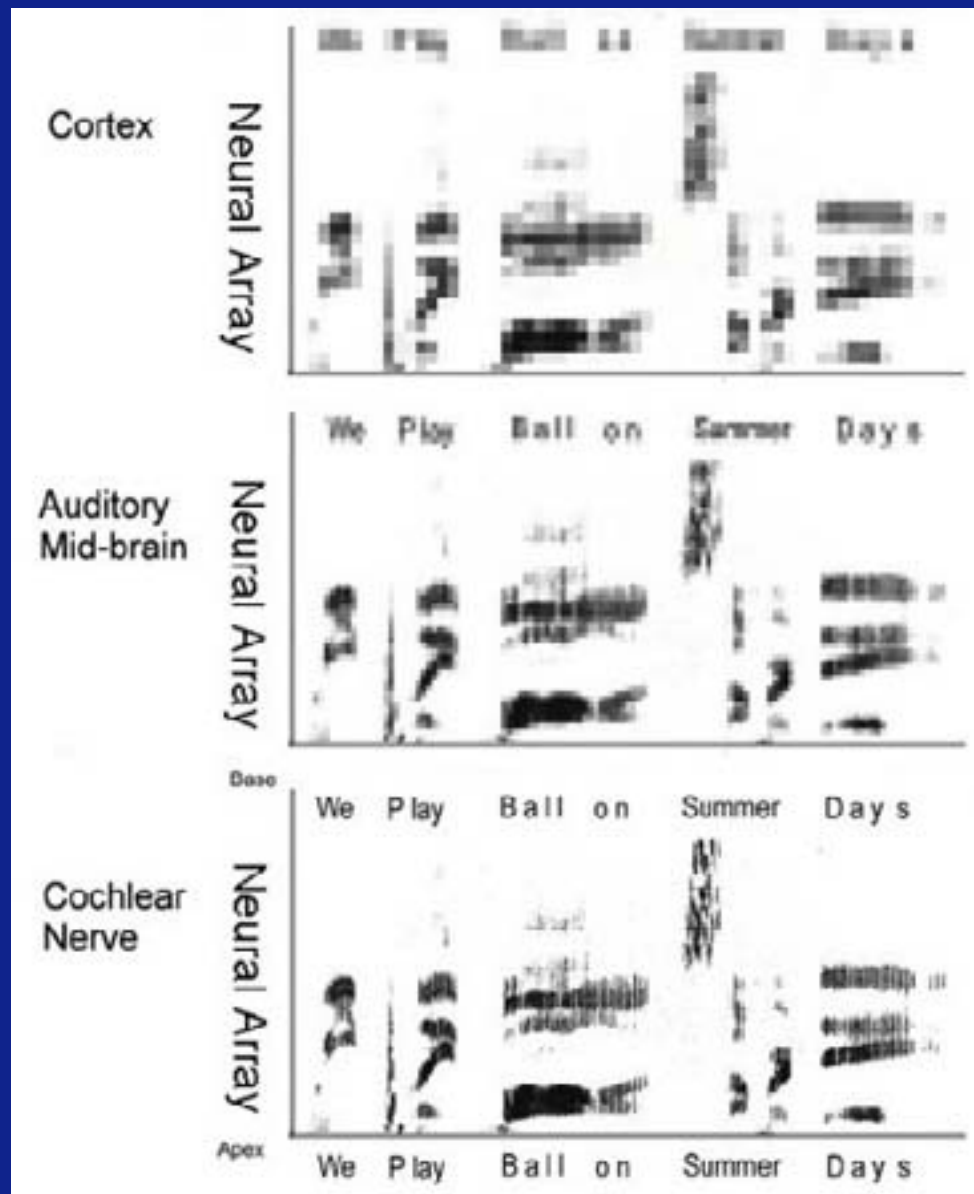 Cortex
Neural Array
We Play Ball on Summer Days
Auditory
Mid-brain
Neural Array
Base
We Play Ball on Summer Days
Cochlear
Nerve
Neural Array
Apex
We Play Ball on Summer Days